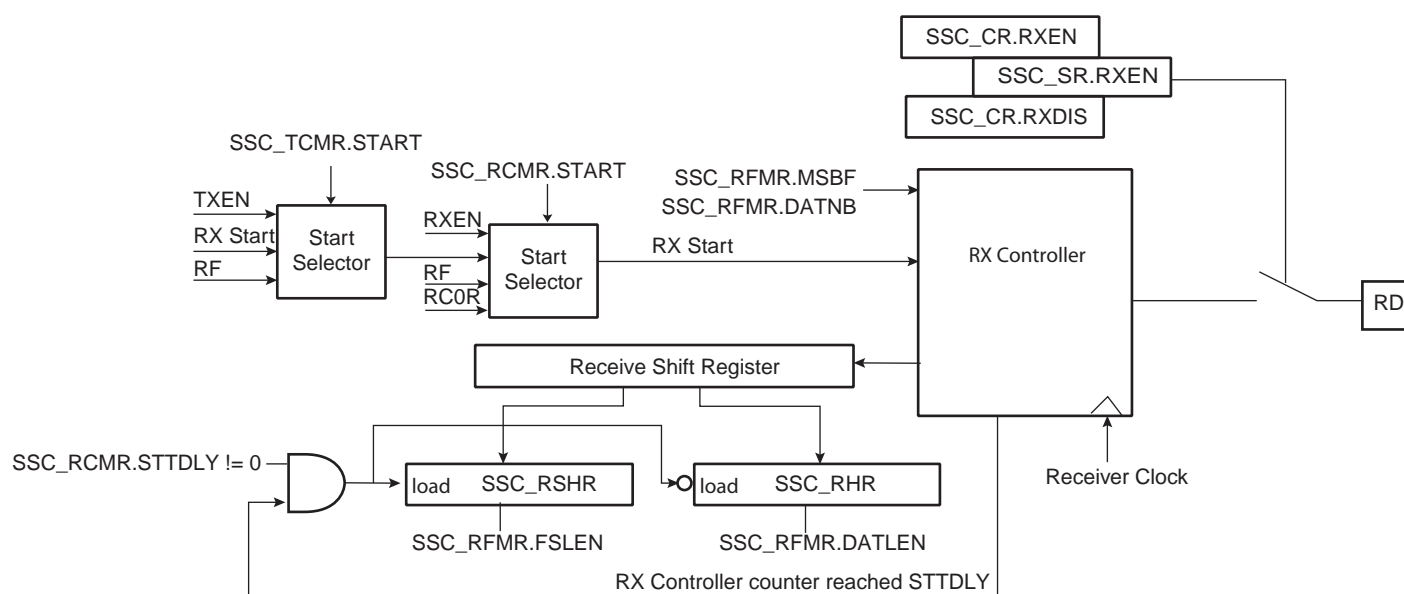 SSC_CR.RXEN
SSC_SR.RXEN
SSC_CR.RXDIS
SSC_TCMR.START
SSC_RCMR.START
SSC_RFMR.MSBF
SSC_RFMR.DATNB
TXEN
RX Start
RF
Start
Selector
RXEN
RF
RC0R
Start
Selector
RX Start
RX Controller
RD
Receive Shift Register
SSC_RCMR.STTDLY != 0
load
SSC_RSHR
load
SSC_RHR
Receiver Clock
SSC_RFMR.FSLEN
SSC_RFMR.DATLEN
RX Controller counter reached STTDLY